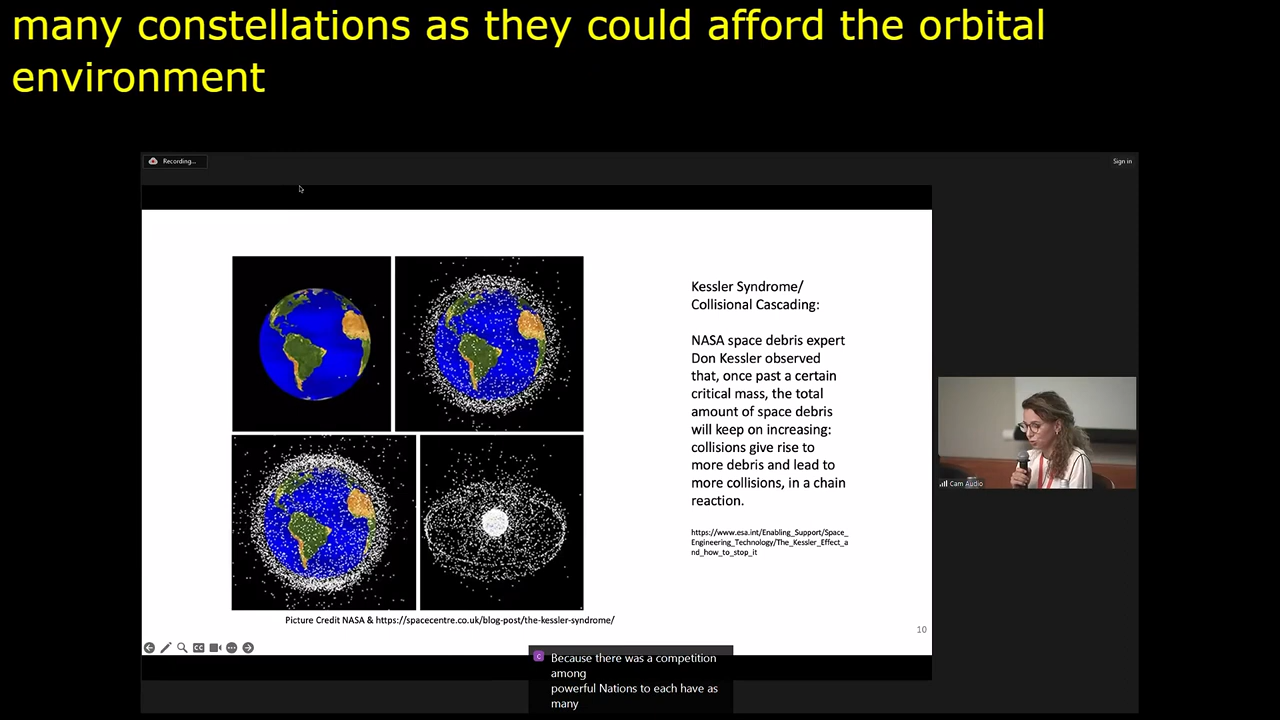 many constellations as they could afford the orbital
environment
Recording...
Sign in
Kessler Syndrome/
Collisional Cascading:
NASA space debris expert
Don Kessler observed
that, once past a certain
critical mass, the total
amount of space debris
will keep on increasing:
collisions give rise to
more debris and lead to
more collisions, in a chain
reaction.
https://www.esa.int/Enabling_Support/Space_
Engineering_Technology/The_Kessler_Effect_a
nd_how_to_stop_it
Cam Audio
Picture Credit NASA & https://spacecentre.co.uk/blog-post/the-kessler-syndrome/
10
CC
C
Because there was a competition
among
powerful Nations to each have as
many